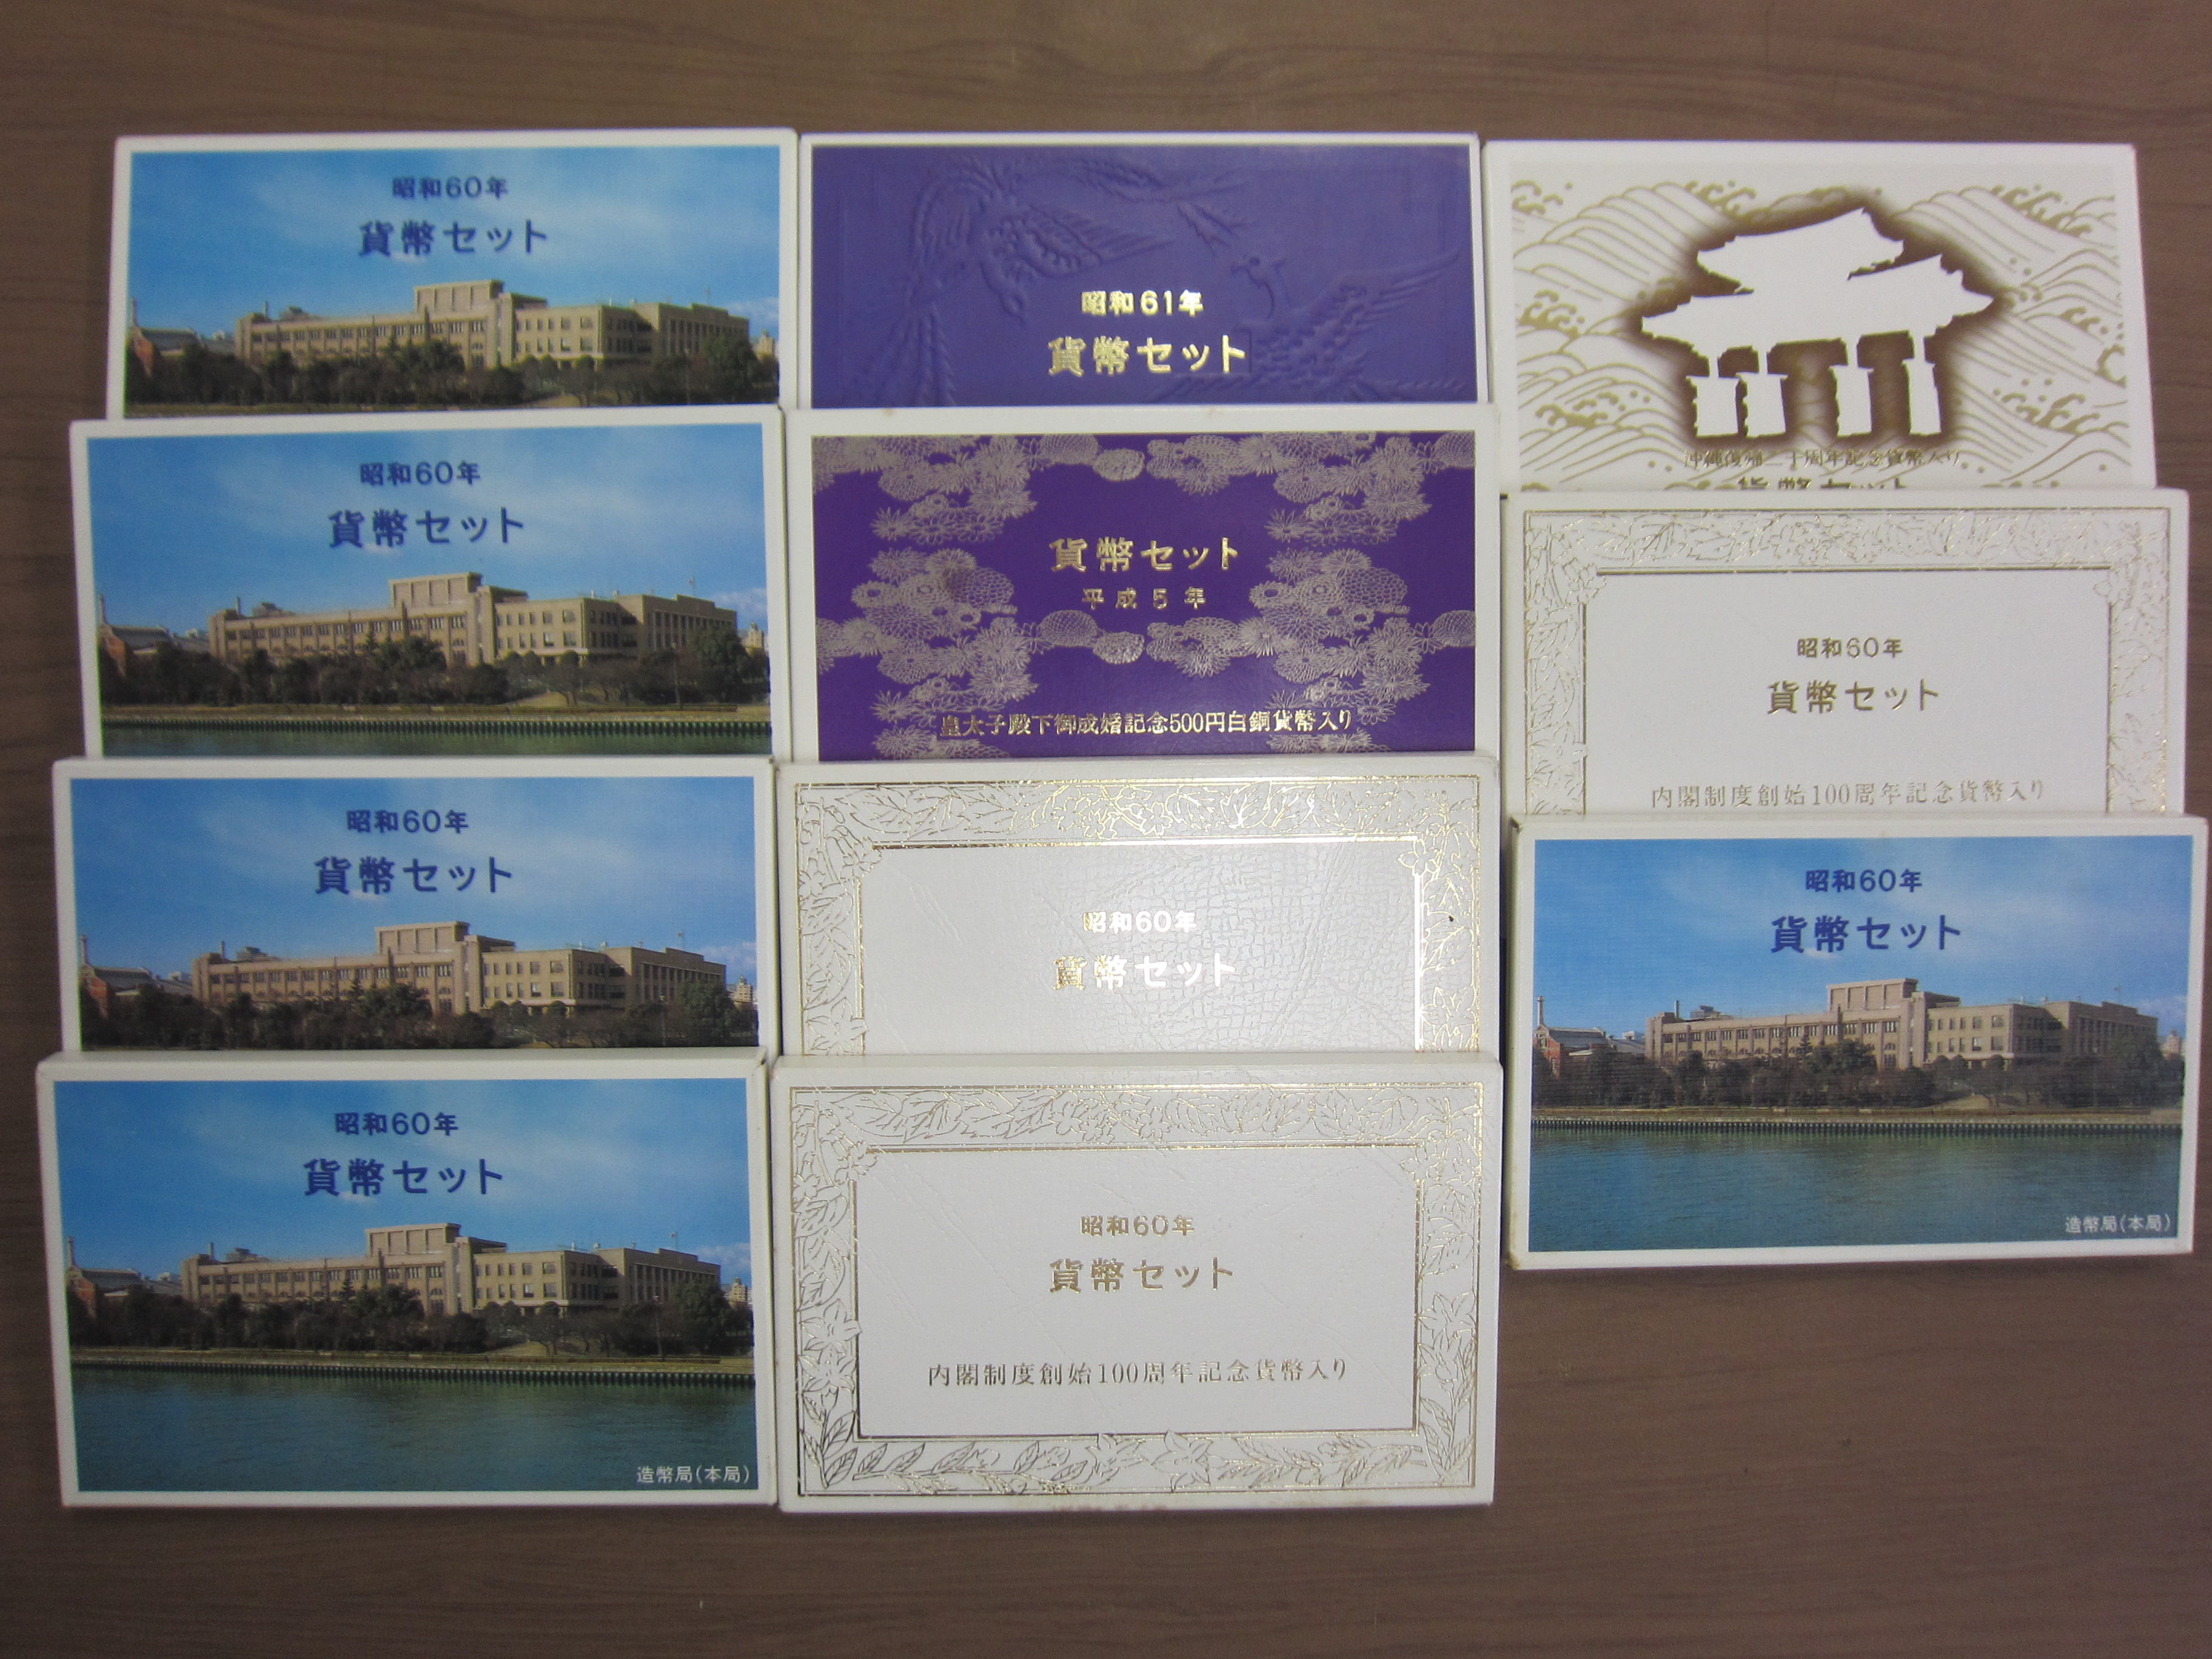 昭和60年
貨幣セット
昭和60年
貨幣セット
昭和60年
貨幣セット
昭和60年
貨幣セット
造幣局(本局)
昭和61年
貨幣セット
貨幣セット
平成5年
皇太子殿下御成婚記念500円白銅貨幣入り
昭和60年
貨幣セット
昭和60年
貨幣セット
内閣制度創始100周年記念貨幣入り
沖縄復帰二十周年記念貨幣入り
貨幣セット
昭和60年
貨幣セット
内閣制度創始100周年記念貨幣入り
昭和60年
貨幣セット
造幣局(本局)